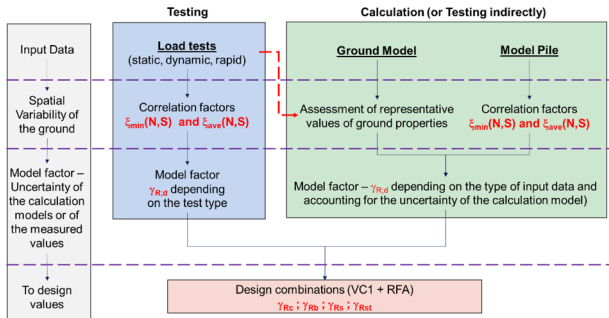 Testing
Calculation (or Testing indirectly)
Input Data
Load tests
(static, dynamic, rapid)
Ground Model
Model Pile
Spatial
Variability of
the ground
Correlation factors
ξmin(N,S) and ξave(N,S)
Assessment of representative
values of ground properties
Correlation factors
ξmin(N,S) and ξave(N,S)
Model factor –
Uncertainty of
the calculation
models or of
the measured
values
Model factor
γR;d depending
on the test type
Model factor – γR;d depending on the type of input data and
accounting for the uncertainty of the calculation model)
To design
values
Design combinations (VC1 + RFA)
γRc ; γRb ; γRs ; γRst